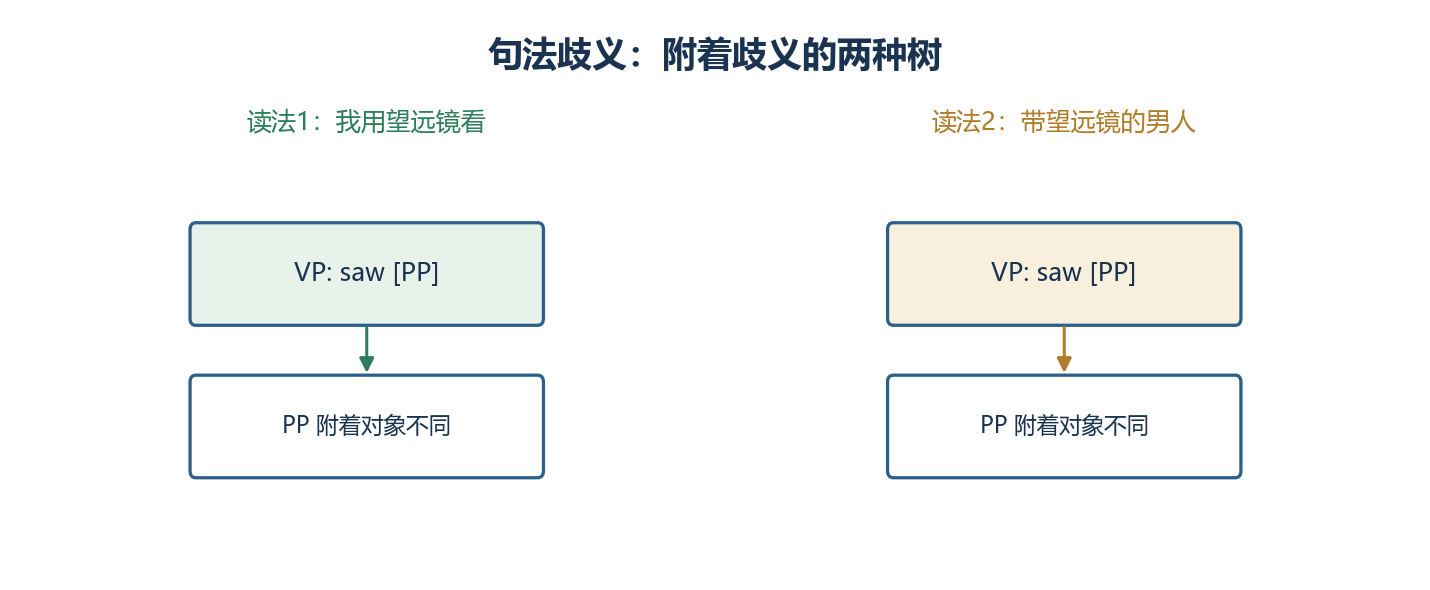 句法歧义：附着歧义的两种树
读法1：我用望远镜看
读法2：带望远镜的男人
VP: saw [PP]
VP: saw [PP]
PP 附着对象不同
PP 附着对象不同